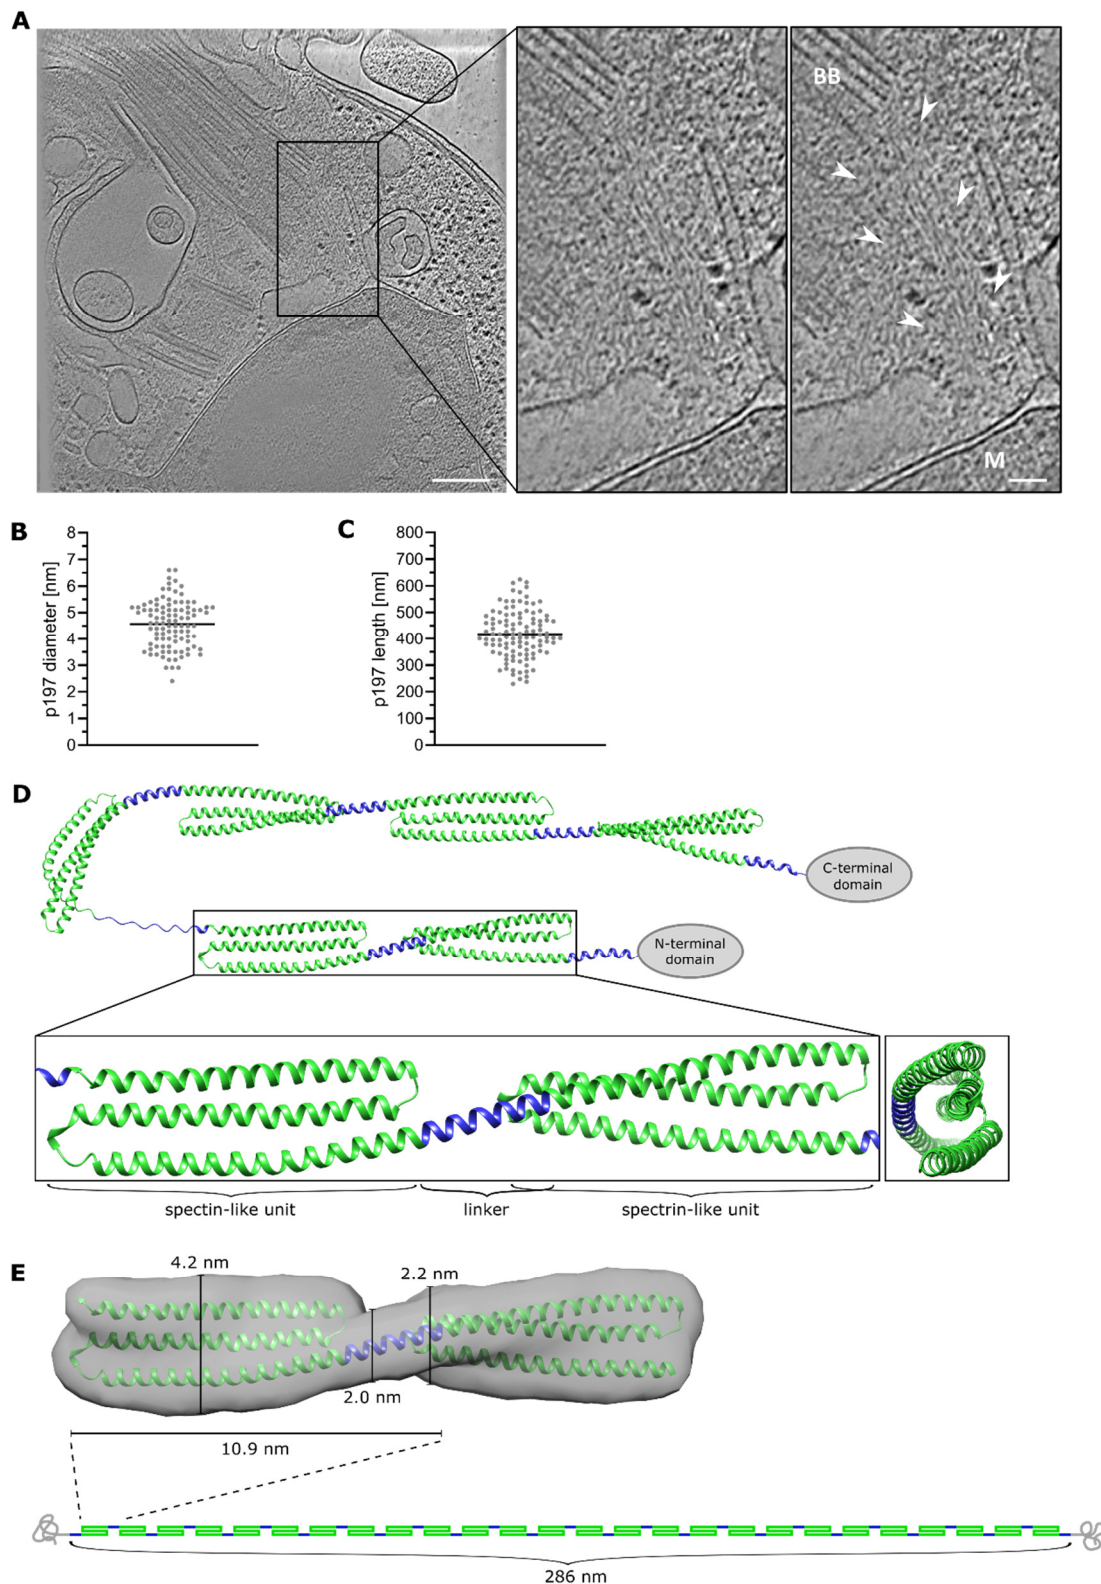 A
BB
M
B
p197 diameter [nm]
8
7
6
5
4
3
2
1
0
C
p197 length [nm]
800
700
600
500
400
300
200
100
0
D
C-terminal
domain
N-terminal
domain
spectin-like unit
linker
spectrin-like unit
E
4.2 nm
2.2 nm
2.0 nm
10.9 nm
286 nm